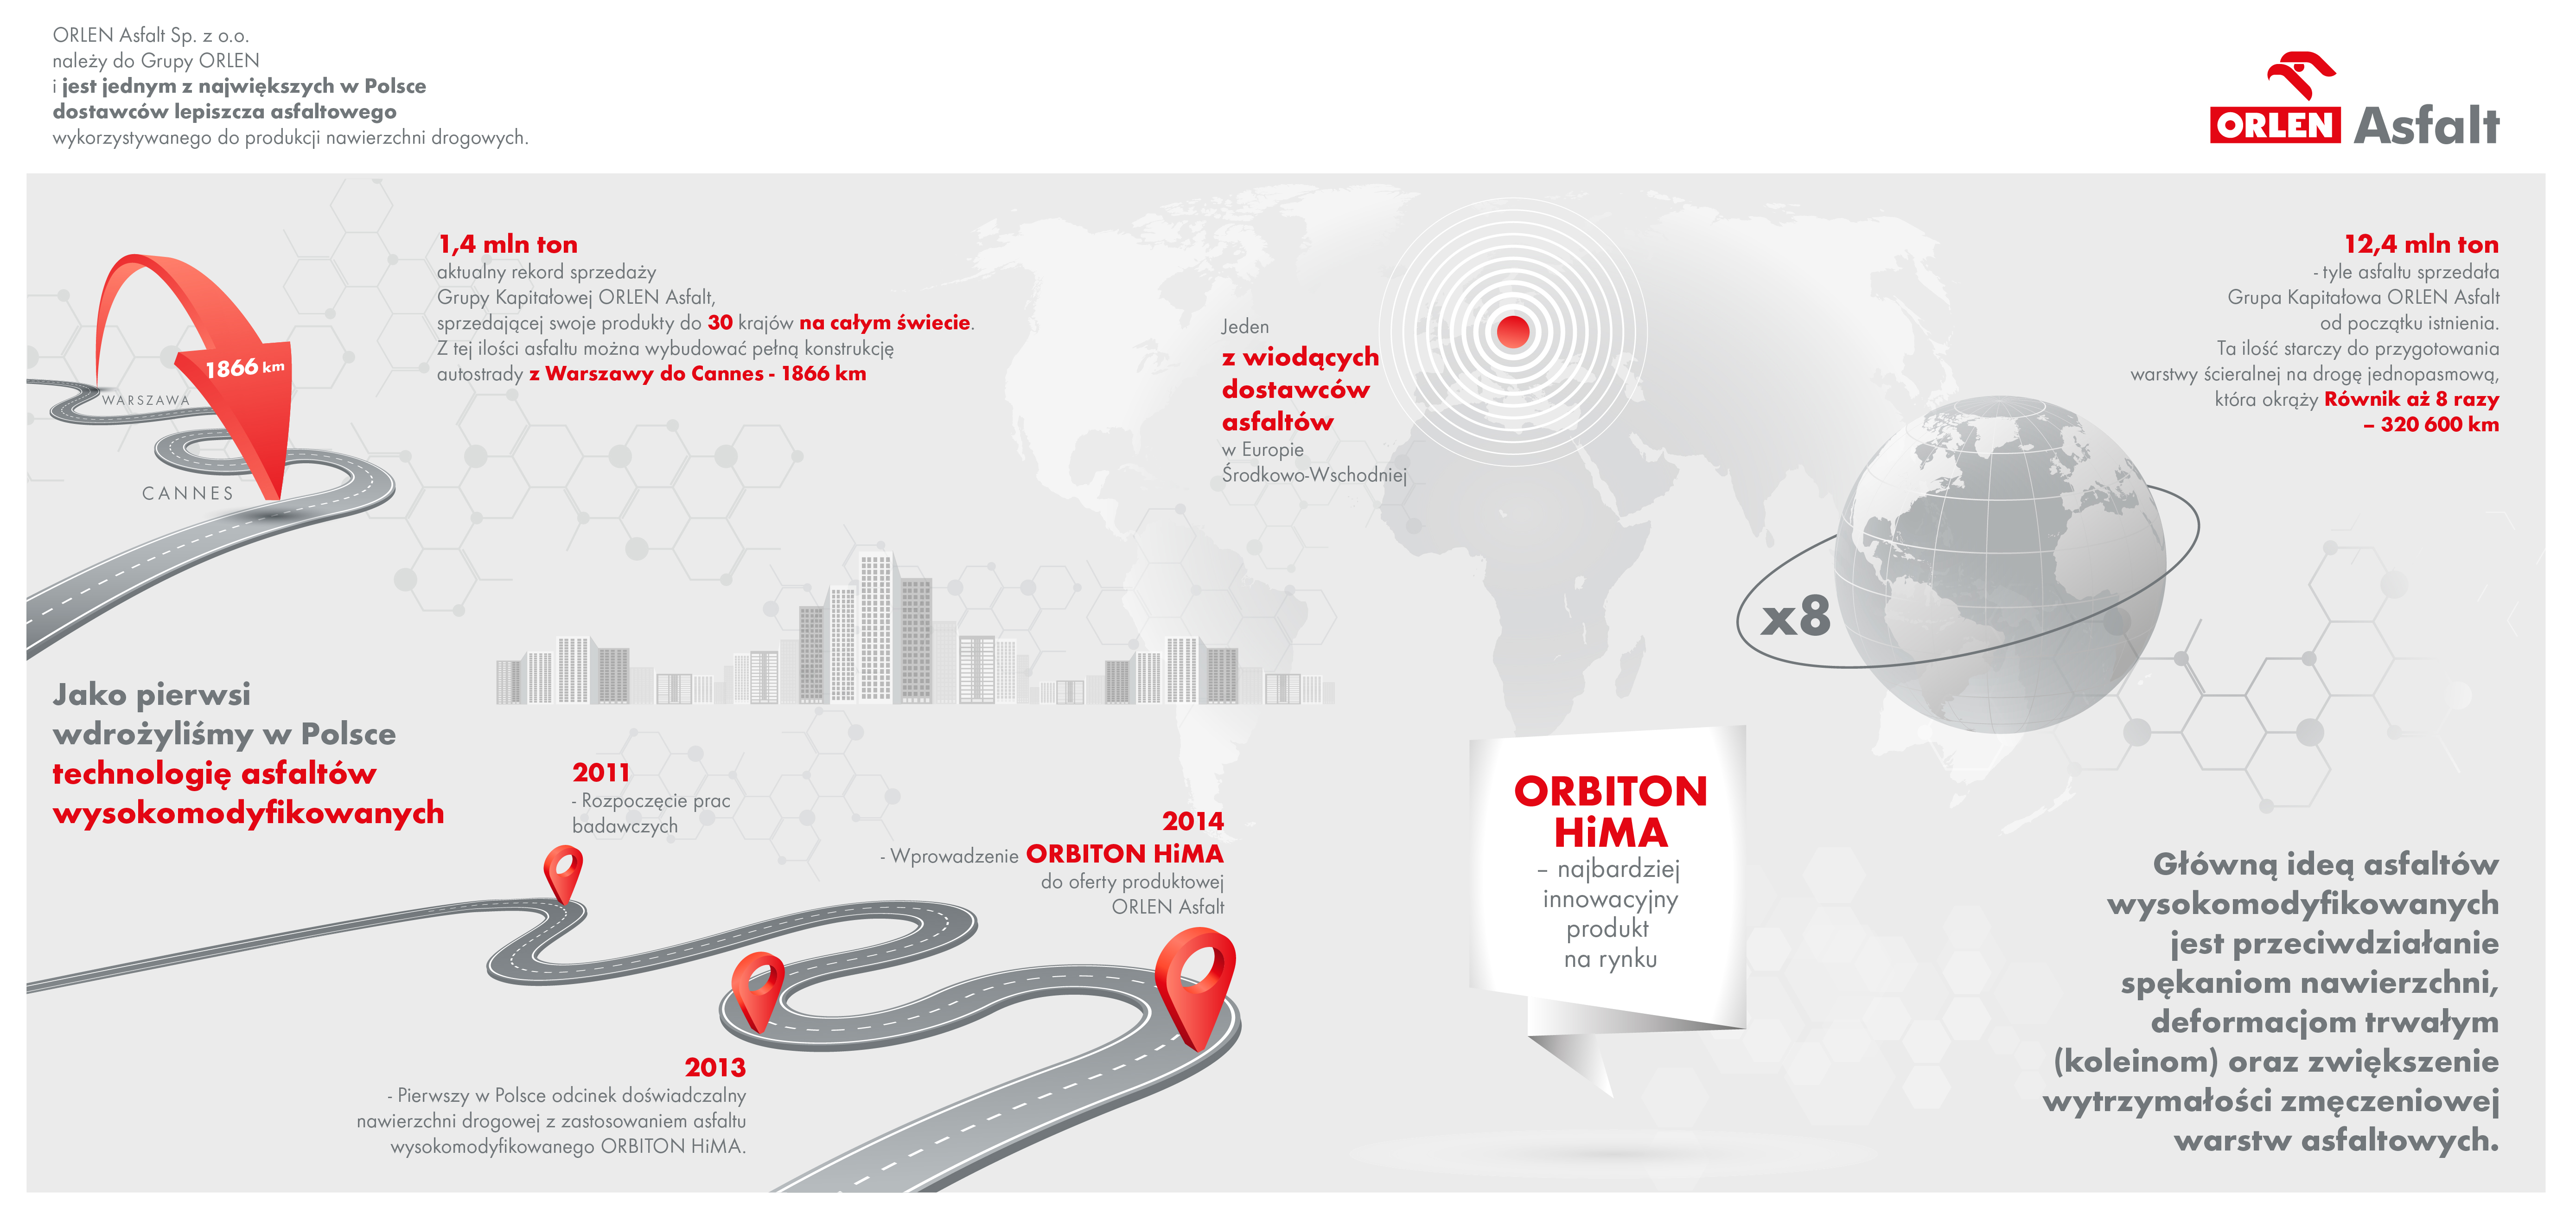 ORLEN Asfalt Sp. z o.o.
należy do Grupy ORLEN
i jest jednym z największych w Polsce
dostawców lepiszcza asfaltowego
wykorzystywanego do produkcji nawierzchni drogowych.
ORLEN Asfalt
1866 km
WARSZAWA
CANNES
1,4 mln ton
aktualny rekord sprzedaży
Grupy Kapitałowej ORLEN Asfalt,
sprzedającej swoje produkty do 30 krajów na całym świecie.
Z tej ilości asfaltu można wybudować pełną konstrukcję
autostrady z Warszawy do Cannes - 1866 km
Jeden
z wiodących
dostawców
asfaltów
w Europie
Środkowo-Wschodniej
12,4 mln ton
- tyle asfaltu sprzedała
Grupa Kapitałowa ORLEN Asfalt
od początku istnienia.
Ta ilość starczy do przygotowania
warstwy ścieralnej na drogę jednopasmową,
która okrąży Równik aż 8 razy
– 320 600 km
x8
Jako pierwsi
wdrożyliśmy w Polsce
technologię asfaltów
wysokomodyfikowanych
2011
- Rozpoczęcie prac
badawczych
2013
- Pierwszy w Polsce odcinek doświadczalny
nawierzchni drogowej z zastosowaniem asfaltu
wysokomodyfikowanego ORBITON HiMA.
2014
- Wprowadzenie ORBITON HiMA
do oferty produktowej
ORLEN Asfalt
ORBITON
HiMA
– najbardziej
innowacyjny
produkt
na rynku
Główną ideą asfaltów
wysokomodyfikowanych
jest przeciwdziałanie
spękaniom nawierzchni,
deformacjom trwałym
(koleinom) oraz zwiększenie
wytrzymałości zmęczeniowej
warstw asfaltowych.